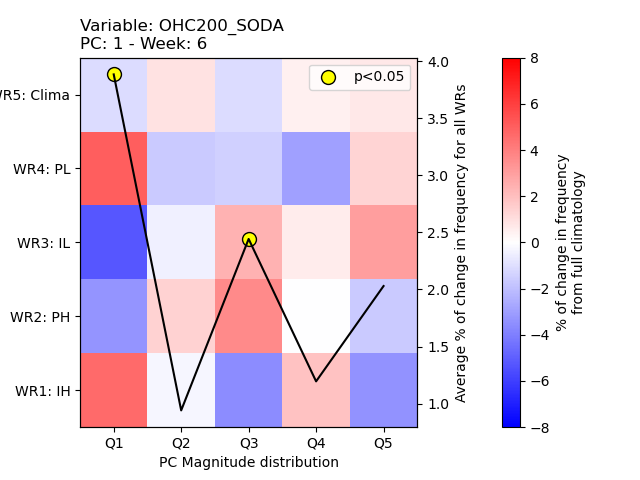 Variable: OHC200_SODA
PC: 1 - Week: 6
p<0.05
WR5: Clima
WR4: PL
WR3: IL
WR2: PH
WR1: IH
Q1 Q2 Q3 Q4 Q5
PC Magnitude distribution
4.0
3.5
3.0
2.5
2.0
1.5
1.0
Average % of change in frequency for all WRs
8
6
4
2
0
−2
−4
−6
−8
% of change in frequency
from full climatology